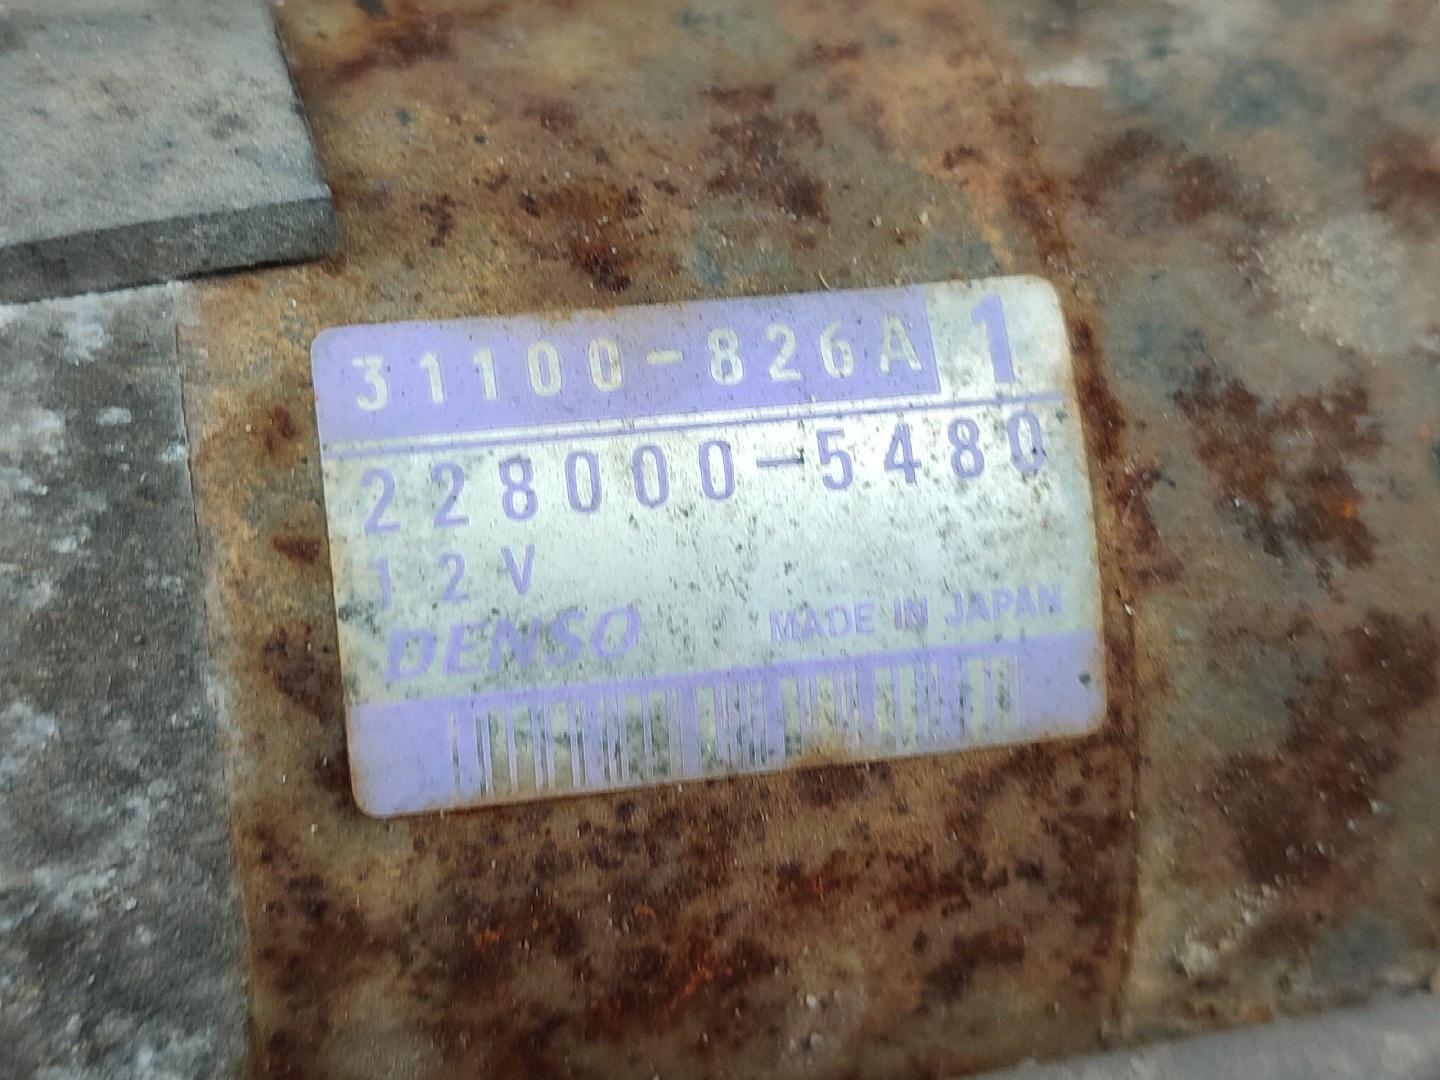 31100-826A 1
228000-5480
12V
DENSO MADE IN JAPAN